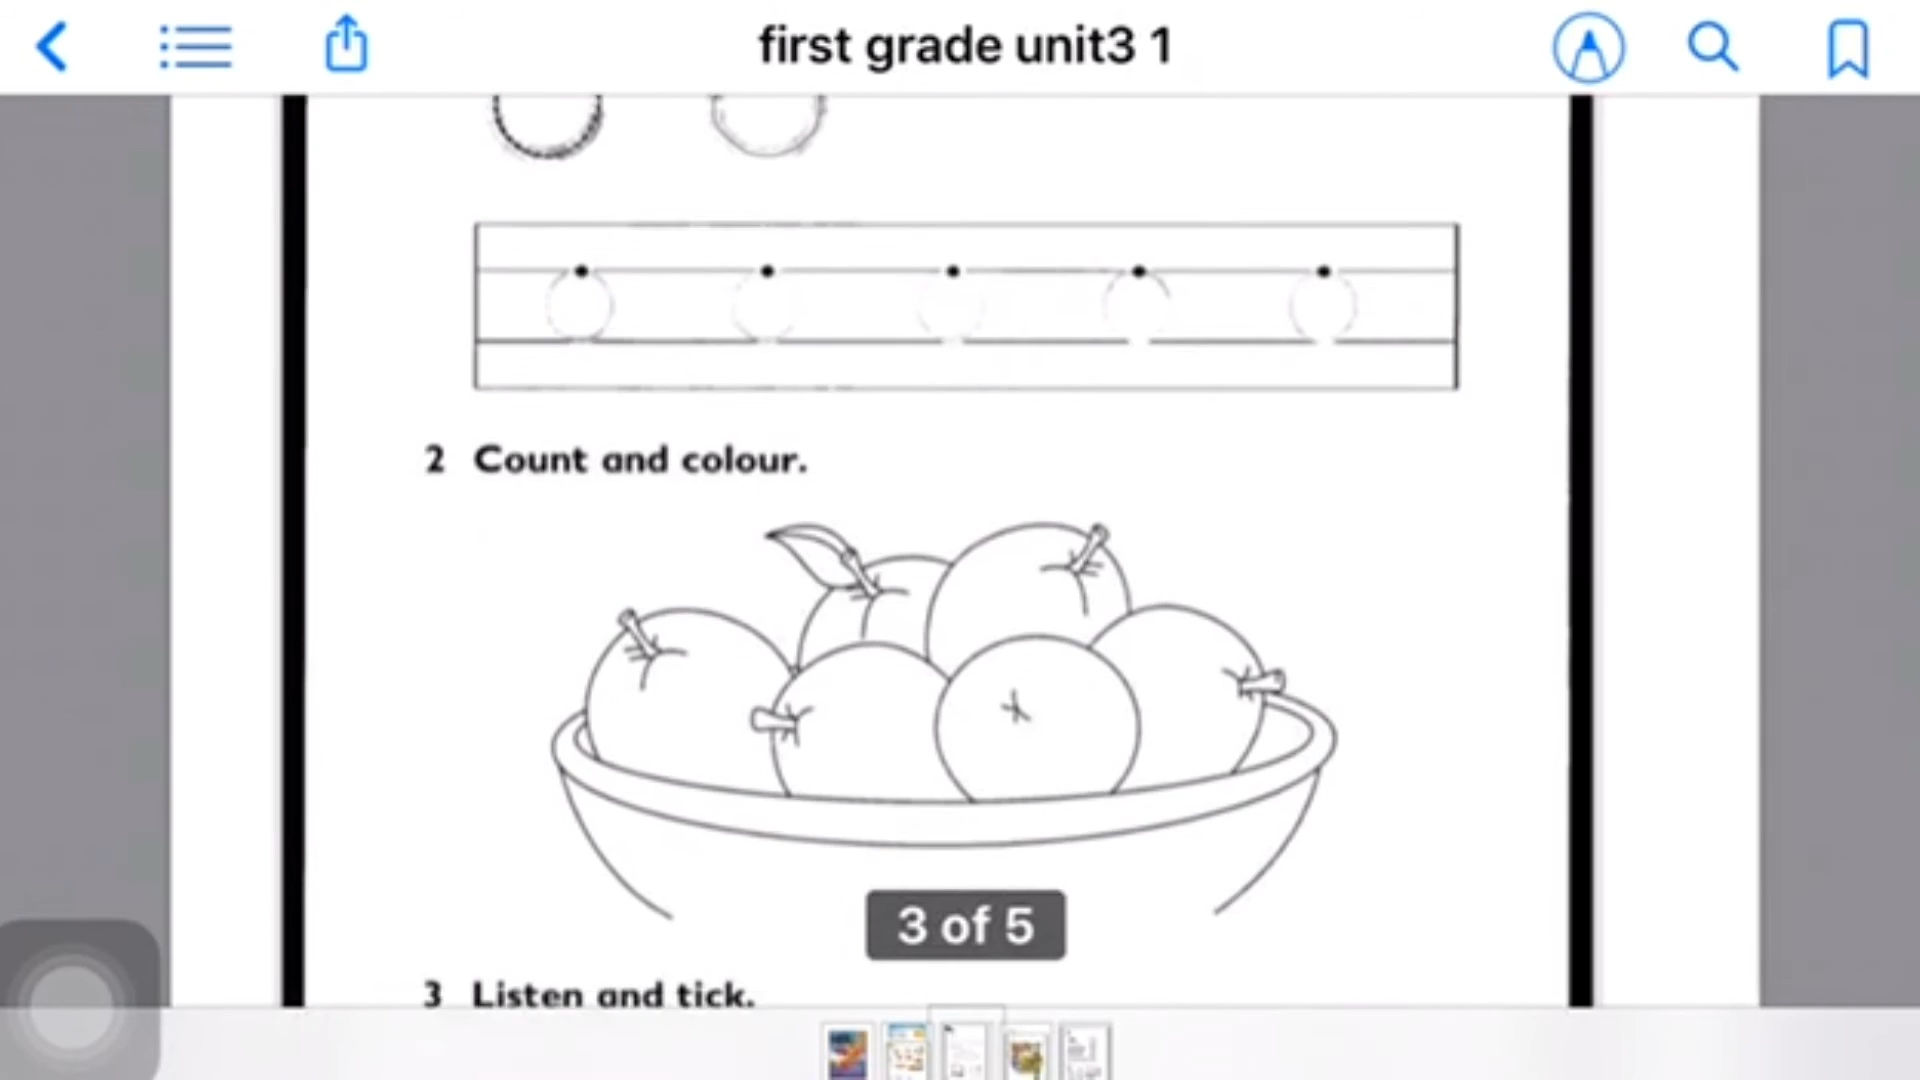 first grade unit3 1
2 Count and colour.
3 of 5
3 Listen and tick.